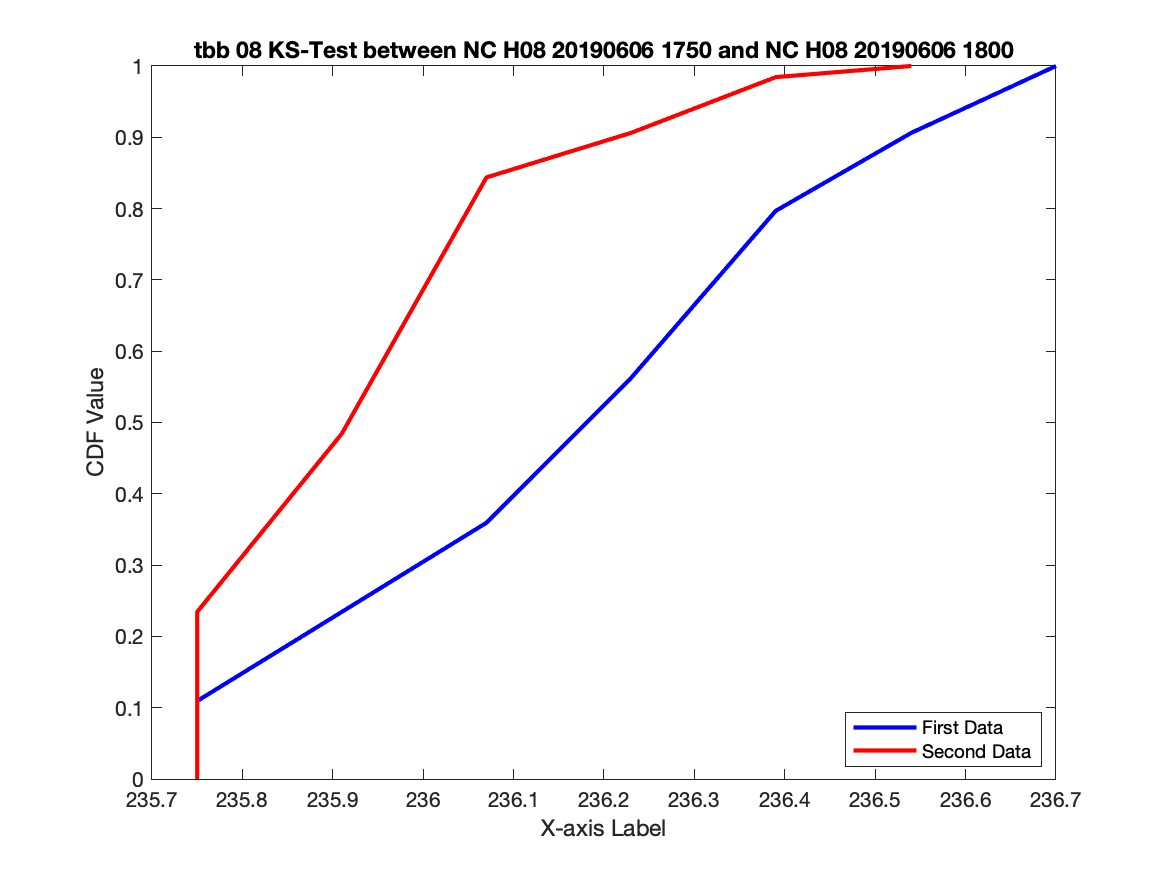 tbb 08 KS-Test between NC H08 20190606 1750 and NC H08 20190606 1800
1
0.9
0.8
0.7
0.6
0.5
0.4
0.3
0.2
0.1
0
CDF Value
First Data
Second Data
235.7 235.8 235.9 236 236.1 236.2 236.3 236.4 236.5 236.6 236.7
X-axis Label